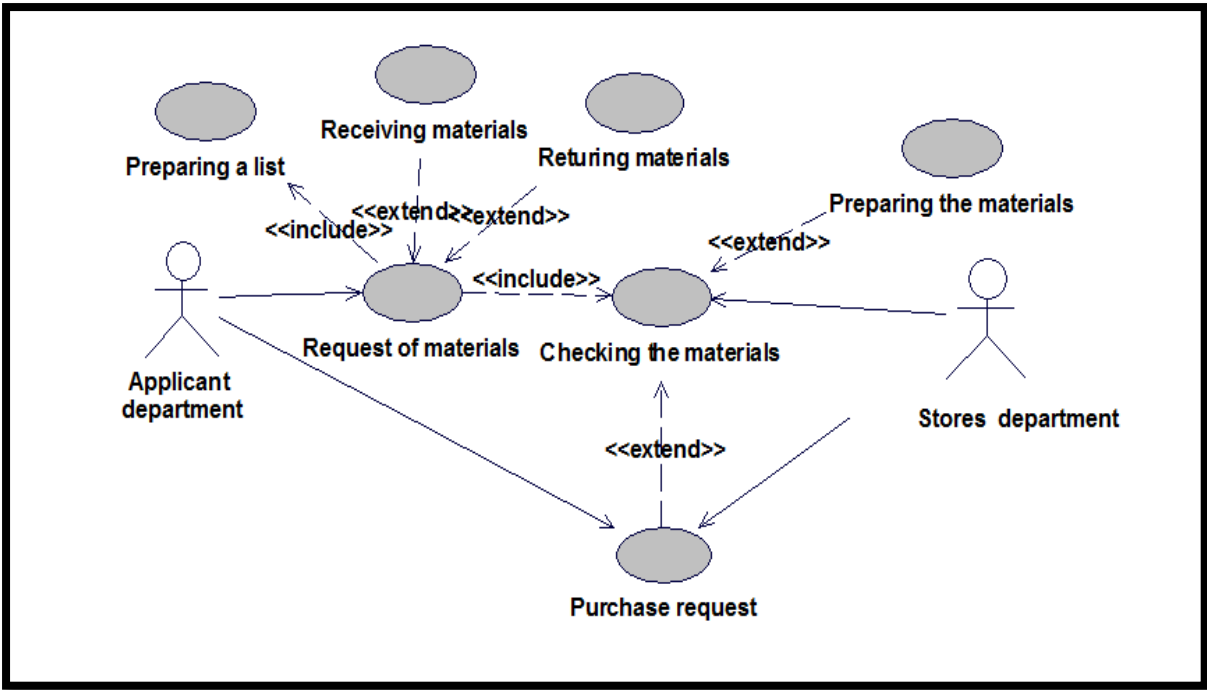 Receiving materials
Preparing a list
Returing materials
Preparing the materials
<<include>>
<<extend>>
<<extend>>
<<extend>>
<<include>>
Request of materials
Checking the materials
Applicant
department
Stores department
<<extend>>
Purchase request